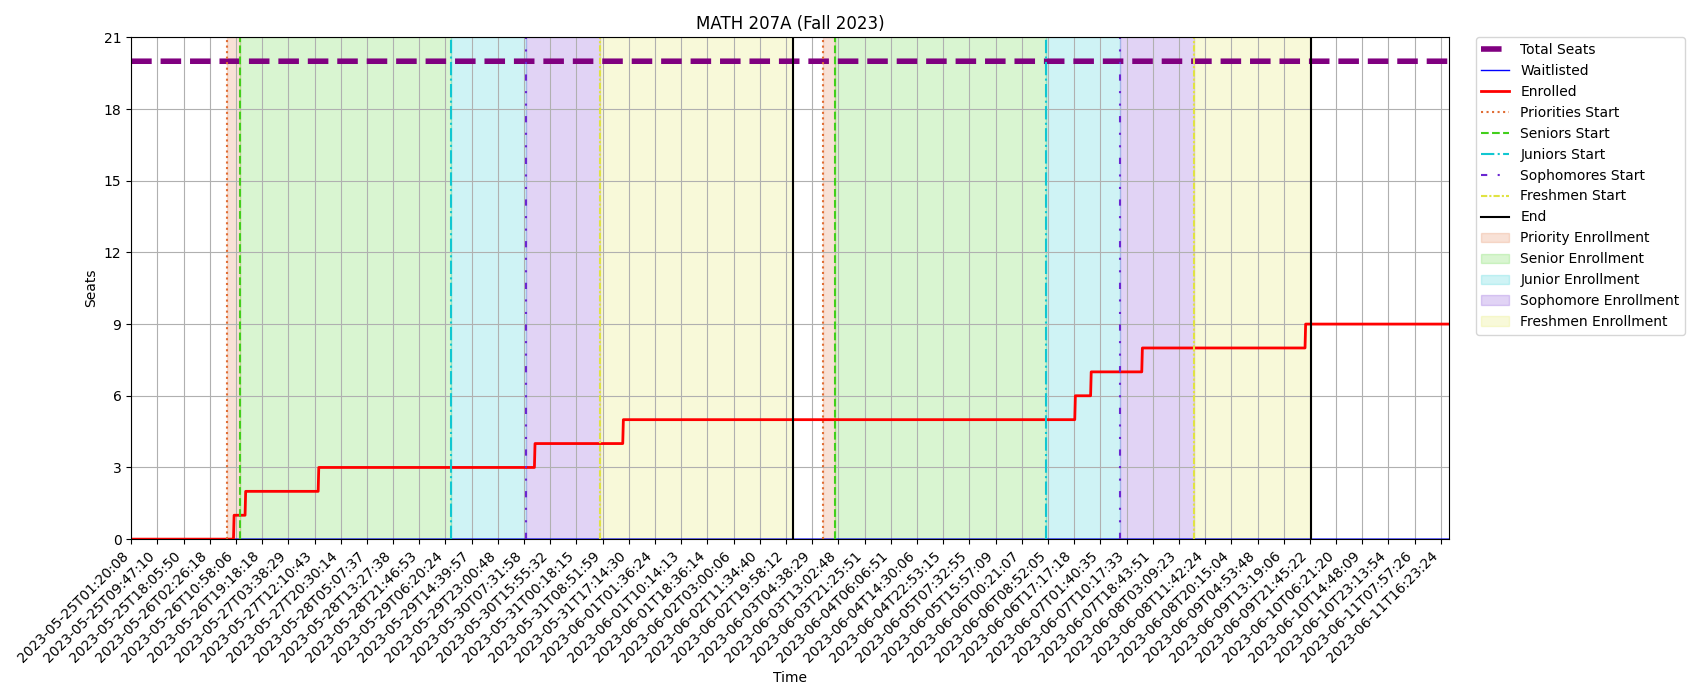 MATH 207A (Fall 2023)
21
18
15
12
9
6
3
0
Seats
2023-05-25T01:20:08
2023-05-25T09:47:10
2023-05-25T18:05:50
2023-05-26T02:26:18
2023-05-26T10:58:06
2023-05-26T19:18:18
2023-05-27T03:38:29
2023-05-27T12:10:43
2023-05-27T20:30:14
2023-05-28T05:07:37
2023-05-28T13:27:38
2023-05-28T21:46:53
2023-05-29T06:20:24
2023-05-29T14:39:57
2023-05-29T23:00:48
2023-05-30T07:31:58
2023-05-30T15:55:32
2023-05-31T00:18:15
2023-05-31T08:51:59
2023-05-31T17:14:30
2023-06-01T01:36:24
2023-06-01T10:14:13
2023-06-01T18:36:14
2023-06-02T03:00:06
2023-06-02T11:34:40
2023-06-02T19:58:12
2023-06-03T04:38:29
2023-06-03T13:02:48
2023-06-03T21:25:51
2023-06-04T06:06:51
2023-06-04T14:30:06
2023-06-04T22:53:15
2023-06-05T07:32:55
2023-06-05T15:57:09
2023-06-06T00:21:07
2023-06-06T08:52:05
2023-06-06T17:17:18
2023-06-07T01:40:35
2023-06-07T10:17:33
2023-06-07T18:43:51
2023-06-08T03:09:23
2023-06-08T11:42:24
2023-06-08T20:15:04
2023-06-09T04:53:48
2023-06-09T13:19:06
2023-06-09T21:45:22
2023-06-10T06:21:20
2023-06-10T14:48:09
2023-06-10T23:13:54
2023-06-11T07:57:26
2023-06-11T16:23:24
Time
Total Seats
Waitlisted
Enrolled
Priorities Start
Seniors Start
Juniors Start
Sophomores Start
Freshmen Start
End
Priority Enrollment
Senior Enrollment
Junior Enrollment
Sophomore Enrollment
Freshmen Enrollment